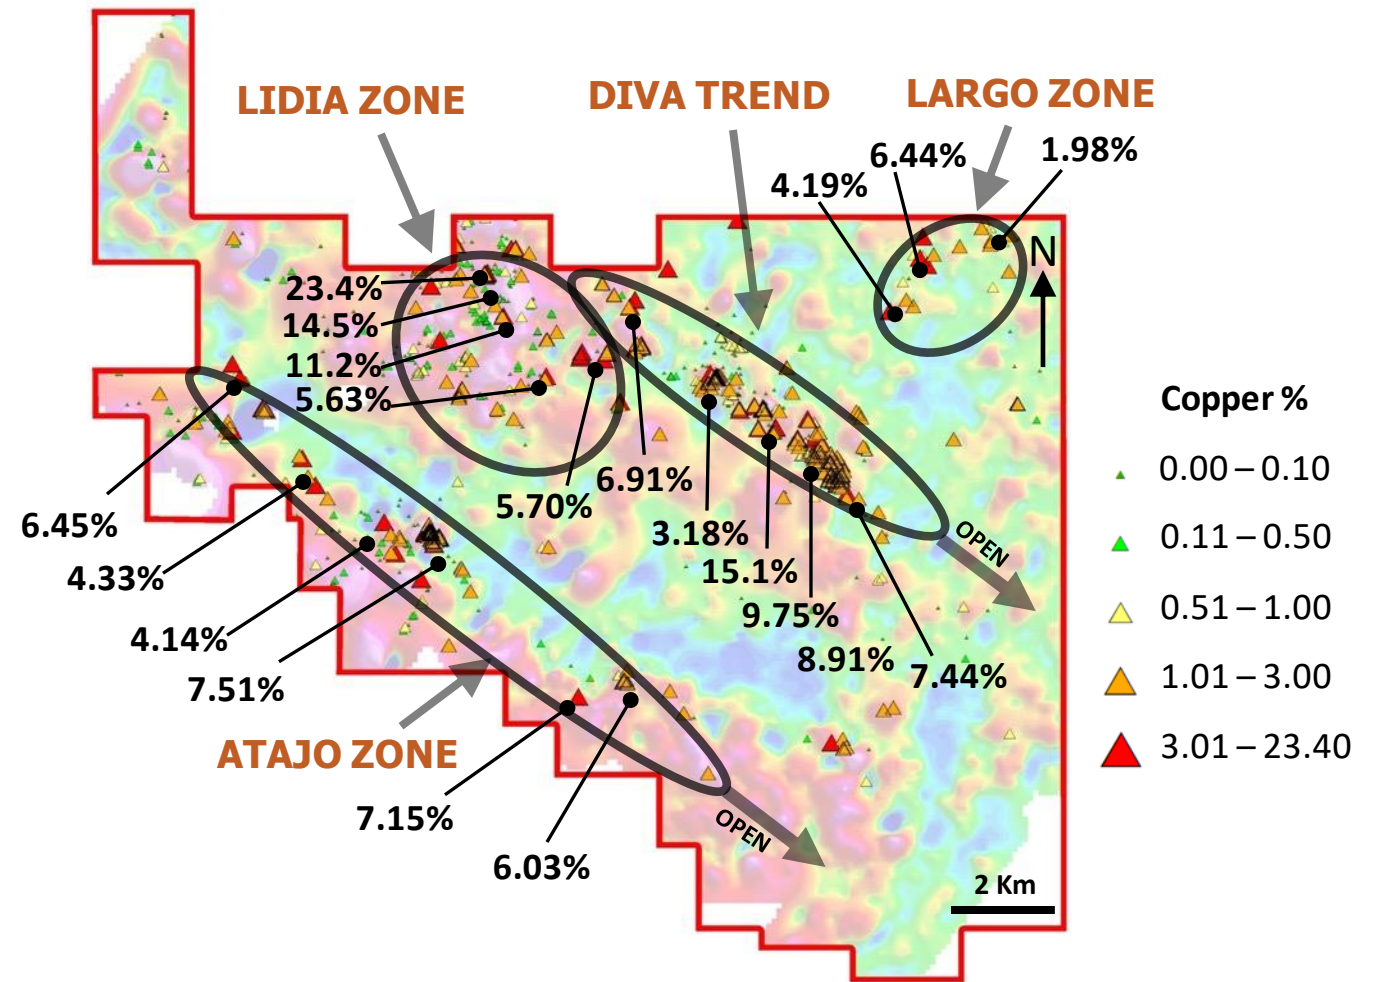 LIDIA ZONE
DIVA TREND
LARGO ZONE
6.44%
1.98%
4.19%
N
23.4%
14.5%
11.2%
5.63%
5.70%
6.91%
3.18%
15.1%
9.75%
8.91%
7.44%
OPEN
6.45%
4.33%
4.14%
7.51%
ATAJO ZONE
7.15%
6.03%
OPEN
2 Km
Copper %
0.00 – 0.10
0.11 – 0.50
0.51 – 1.00
1.01 – 3.00
3.01 – 23.40